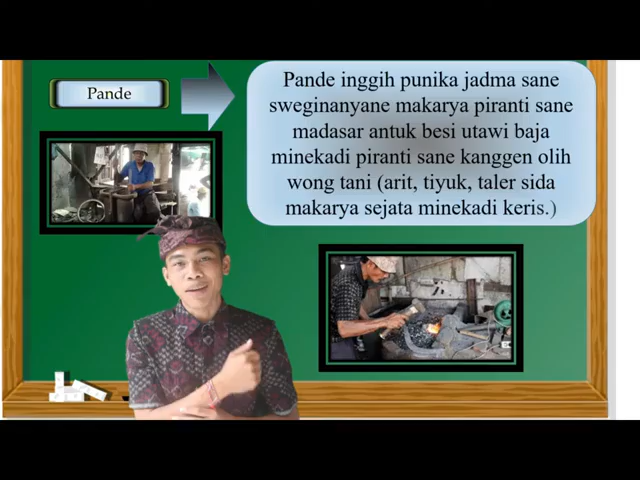 Pande
Pande inggih punika jadma sane
sweginanyane makarya piranti sane
madasar antuk besi utawi baja
minekadi piranti sane kanggen olih
wong tani (arit, tiyuk, taler sida
makarya sejata minekadi keris.)